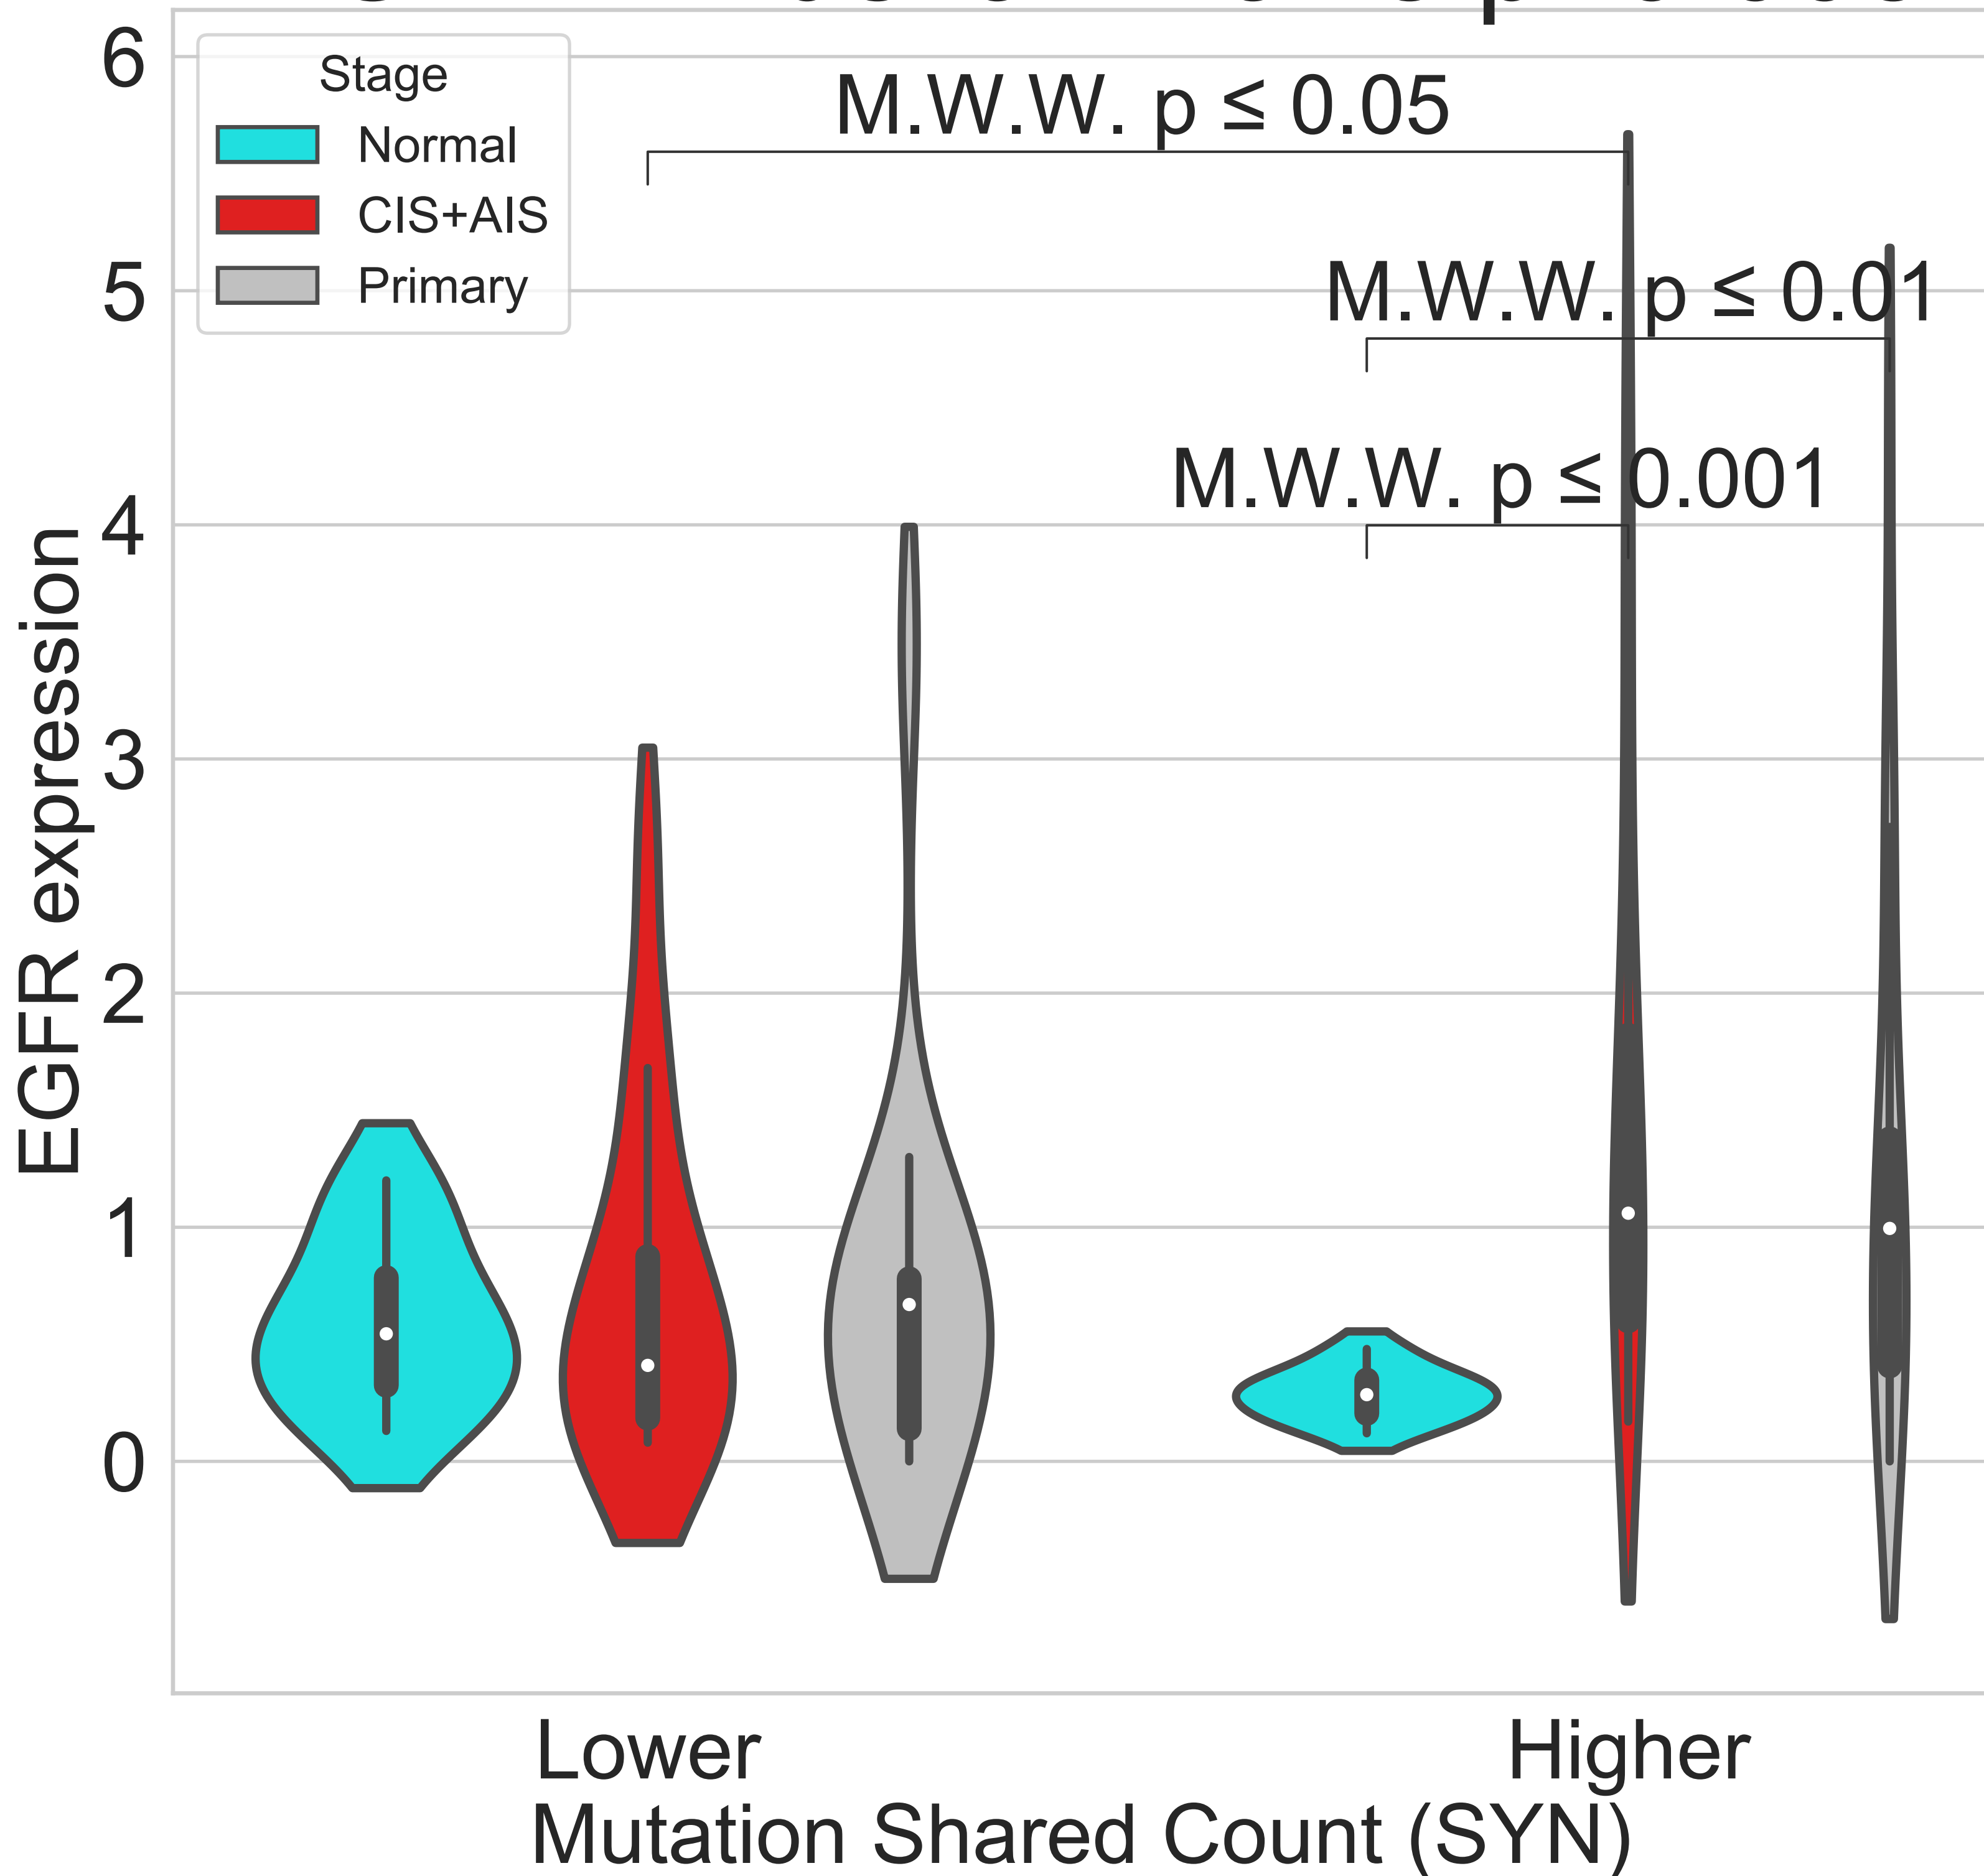 Stage
Normal
CIS+AIS
Primary
M.W.W. p ≤ 0.05
M.W.W. p ≤ 0.01
M.W.W. p ≤ 0.001
6
5
4
3
2
1
0
EGFR expression
Lower
Higher
Mutation Shared Count (SYN)